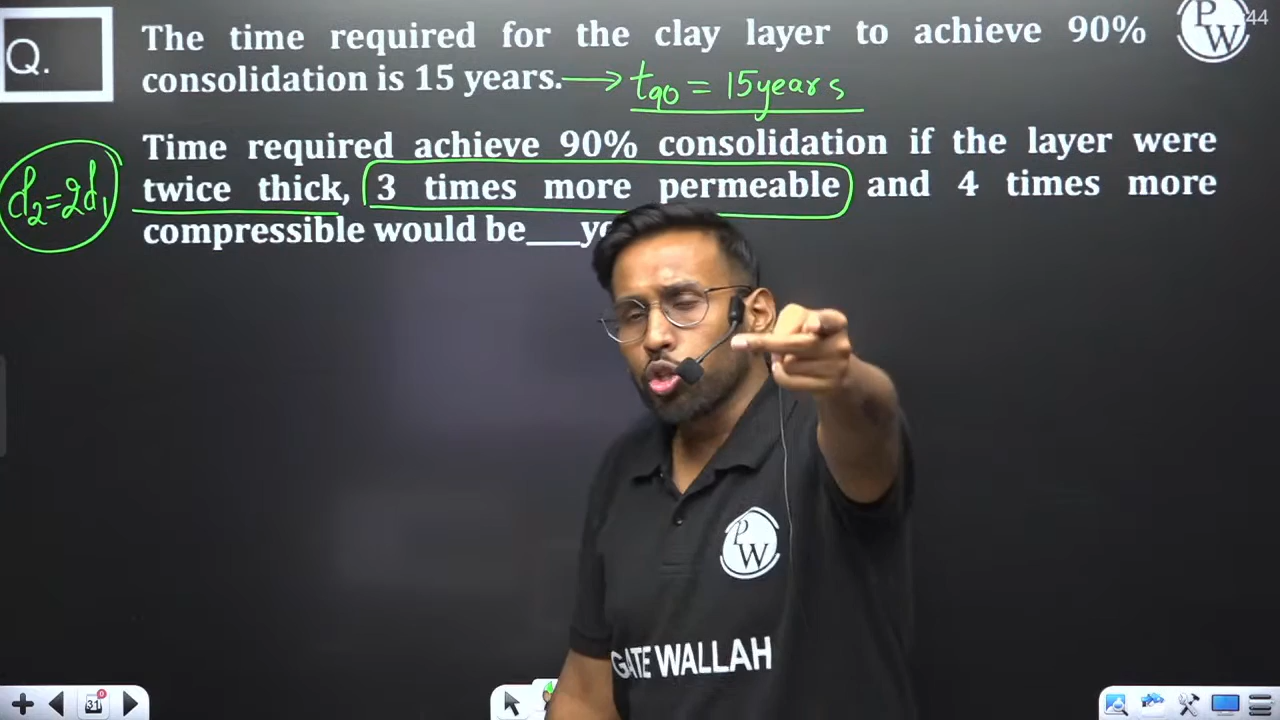 Q.
The time required for the clay layer to achieve 90%
consolidation is 15 years. → t90 = 15years
Time required achieve 90% consolidation if the layer were
d2=2d1
twice thick, 3 times more permeable and 4 times more
compressible would be___
PW
44
PW
GATE WALLAH
31